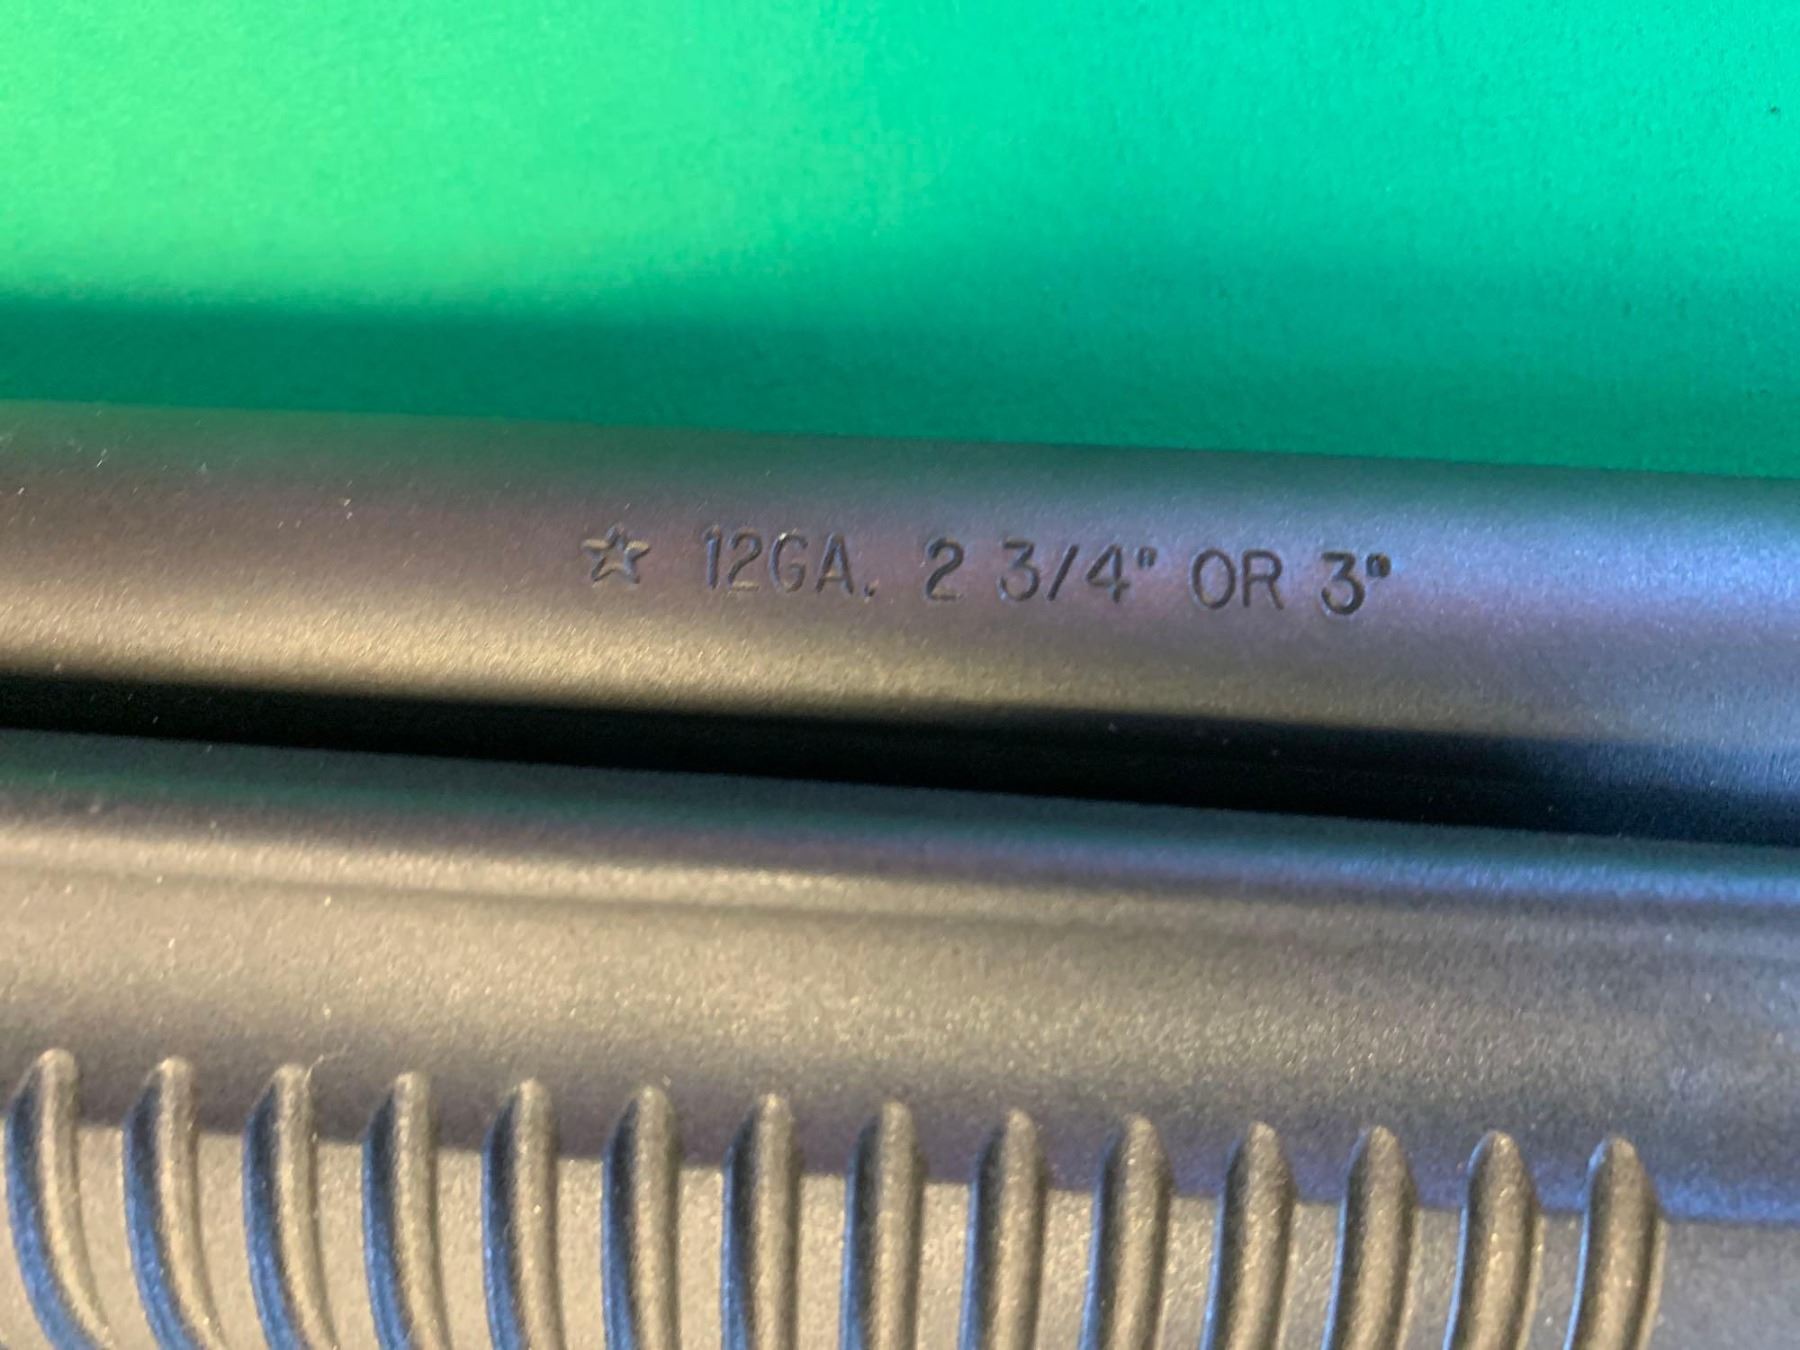 ☆ 12GA. 2 3/4" OR 3"